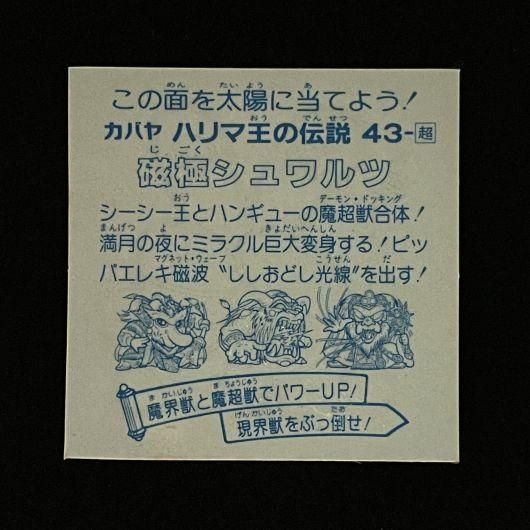 この面を太陽に当てよう!
カバヤ ハリマ王の伝説 43-超
磁極シュワルツ
シーシー王とハンギューの魔超獣合体!
満月の夜にミラクル巨大変身する!ピッ
パエレキ磁波〝ししおどし光線〟を出す!
魔界獣と魔超獣でパワーUP!
現界獣をぶっ倒せ!